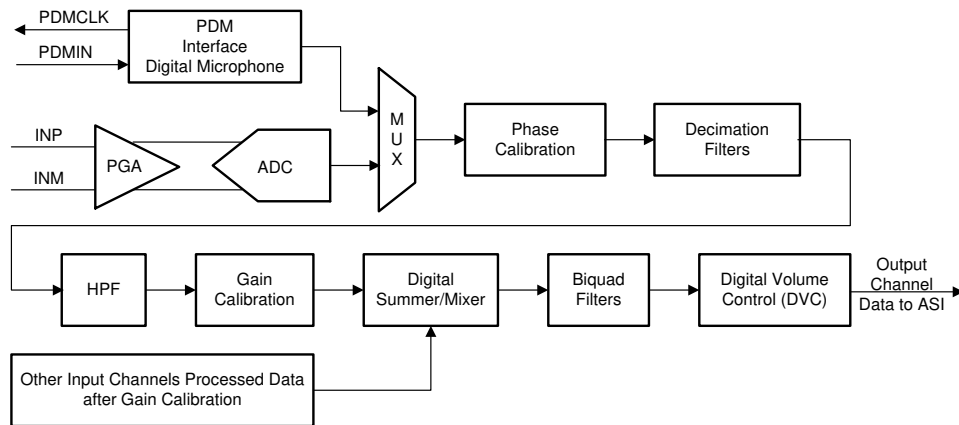 PDMCLK
PDMIN
PDM
Interface
Digital Microphone
INP
INM
PGA
ADC
M
U
X
Phase
Calibration
Decimation
Filters
HPF
Gain
Calibration
Digital
Summer/Mixer
Biquad
Filters
Digital Volume
Control (DVC)
Output
Channel
Data to ASI
Other Input Channels Processed Data
after Gain Calibration